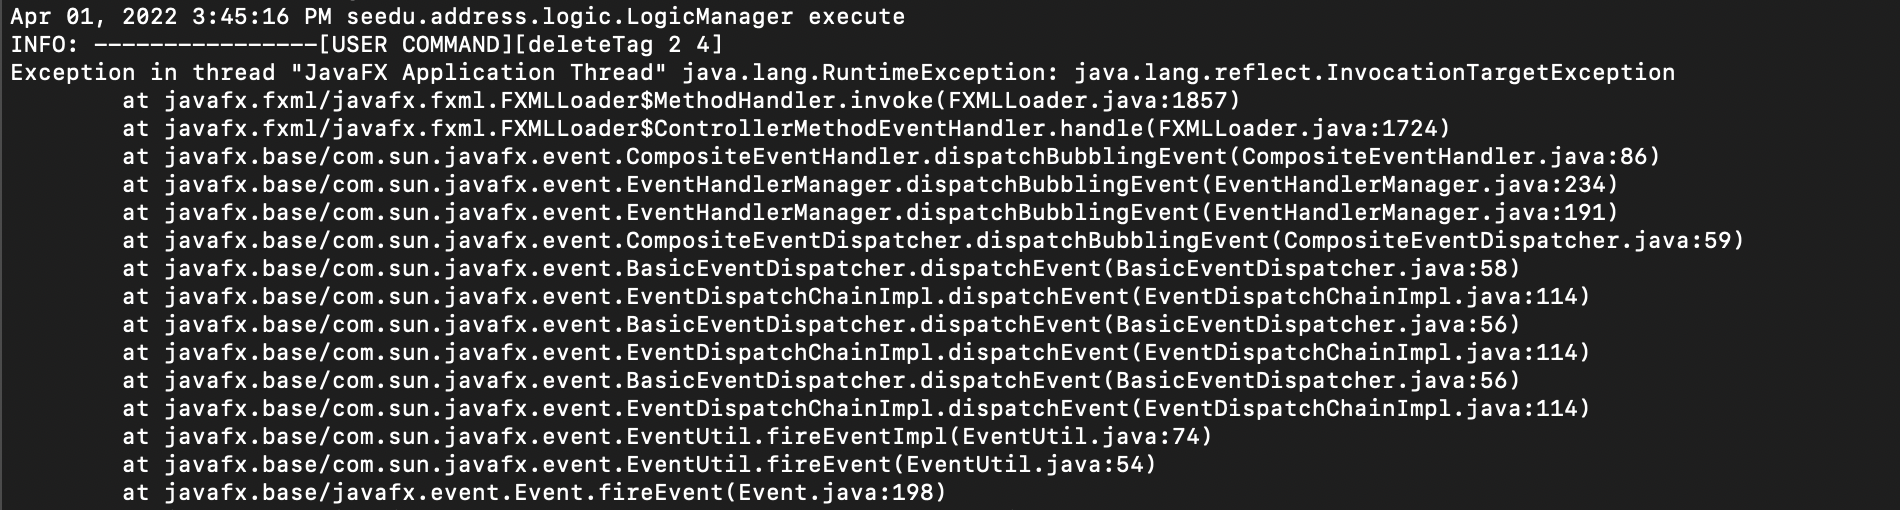 Apr 01, 2022 3:45:16 PM seedu.address.logic.LogicManager execute
INFO: ----------------[USER COMMAND][deleteTag 2 4]
Exception in thread "JavaFX Application Thread" java.lang.RuntimeException: java.lang.reflect.InvocationTargetException
        at javafx.fxml/javafx.fxml.FXMLLoader$MethodHandler.invoke(FXMLLoader.java:1857)
        at javafx.fxml/javafx.fxml.FXMLLoader$ControllerMethodEventHandler.handle(FXMLLoader.java:1724)
        at javafx.base/com.sun.javafx.event.CompositeEventHandler.dispatchBubblingEvent(CompositeEventHandler.java:86)
        at javafx.base/com.sun.javafx.event.EventHandlerManager.dispatchBubblingEvent(EventHandlerManager.java:234)
        at javafx.base/com.sun.javafx.event.EventHandlerManager.dispatchBubblingEvent(EventHandlerManager.java:191)
        at javafx.base/com.sun.javafx.event.CompositeEventDispatcher.dispatchBubblingEvent(CompositeEventDispatcher.java:59)
        at javafx.base/com.sun.javafx.event.BasicEventDispatcher.dispatchEvent(BasicEventDispatcher.java:58)
        at javafx.base/com.sun.javafx.event.EventDispatchChainImpl.dispatchEvent(EventDispatchChainImpl.java:114)
        at javafx.base/com.sun.javafx.event.BasicEventDispatcher.dispatchEvent(BasicEventDispatcher.java:56)
        at javafx.base/com.sun.javafx.event.EventDispatchChainImpl.dispatchEvent(EventDispatchChainImpl.java:114)
        at javafx.base/com.sun.javafx.event.BasicEventDispatcher.dispatchEvent(BasicEventDispatcher.java:56)
        at javafx.base/com.sun.javafx.event.EventDispatchChainImpl.dispatchEvent(EventDispatchChainImpl.java:114)
        at javafx.base/com.sun.javafx.event.EventUtil.fireEventImpl(EventUtil.java:74)
        at javafx.base/com.sun.javafx.event.EventUtil.fireEvent(EventUtil.java:54)
        at javafx.base/javafx.event.Event.fireEvent(Event.java:198)